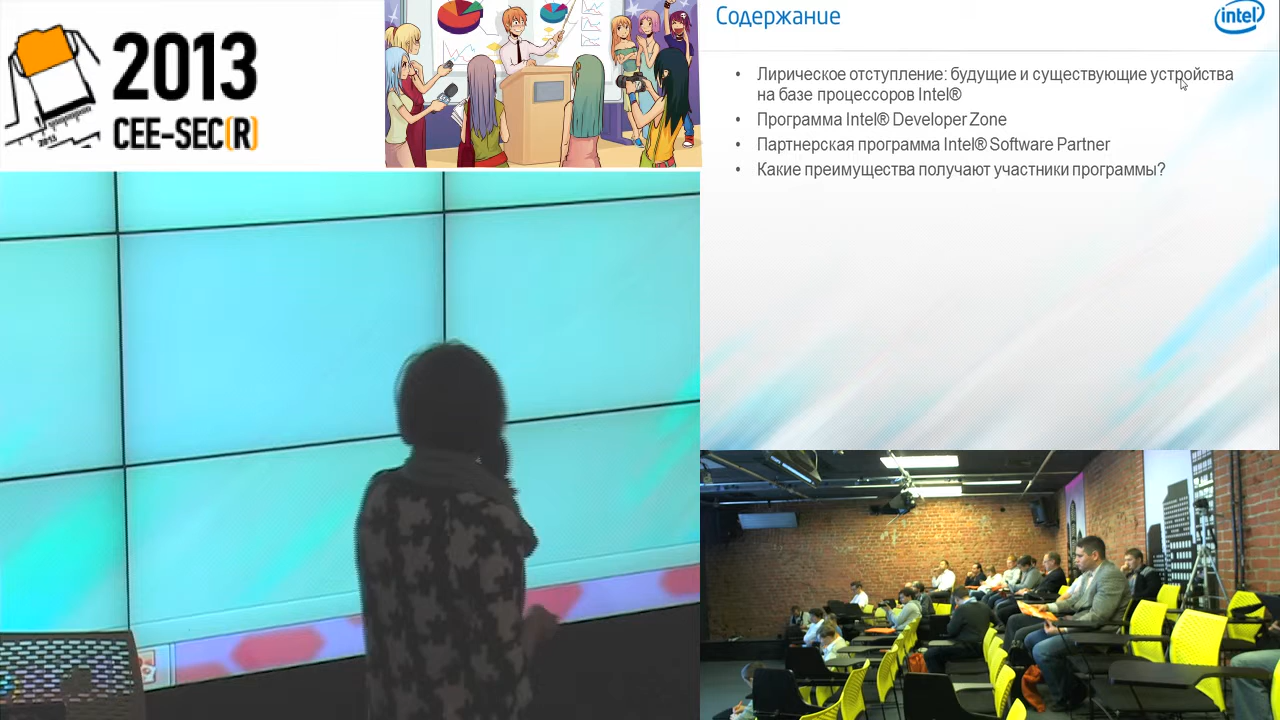 2013
CEE-SEC(R)
Содержание
intel
• Лирическое отступление: будущие и существующие устройства
на базе процессоров Intel®
• Программа Intel® Developer Zone
• Партнерская программа Intel® Software Partner
• Какие преимущества получают участники программы?